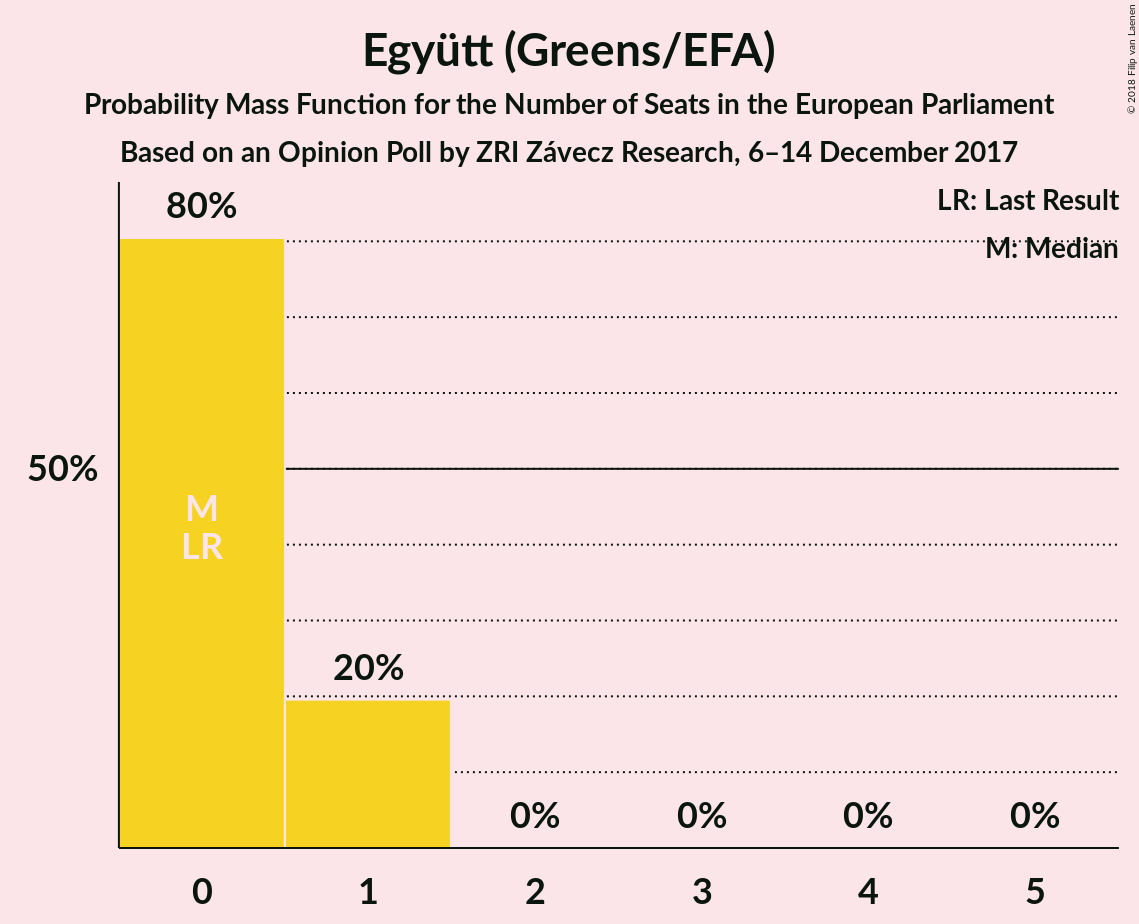 Együtt (Greens/EFA)
Probability Mass Function for the Number of Seats in the European Parliament
Based on an Opinion Poll by ZRI Závecz Research, 6–14 December 2017
© 2018 Filip van Laenen
LR: Last Result
M: Median
80%
50%
M
LR
20%
0% 0% 0% 0%
0 1 2 3 4 5